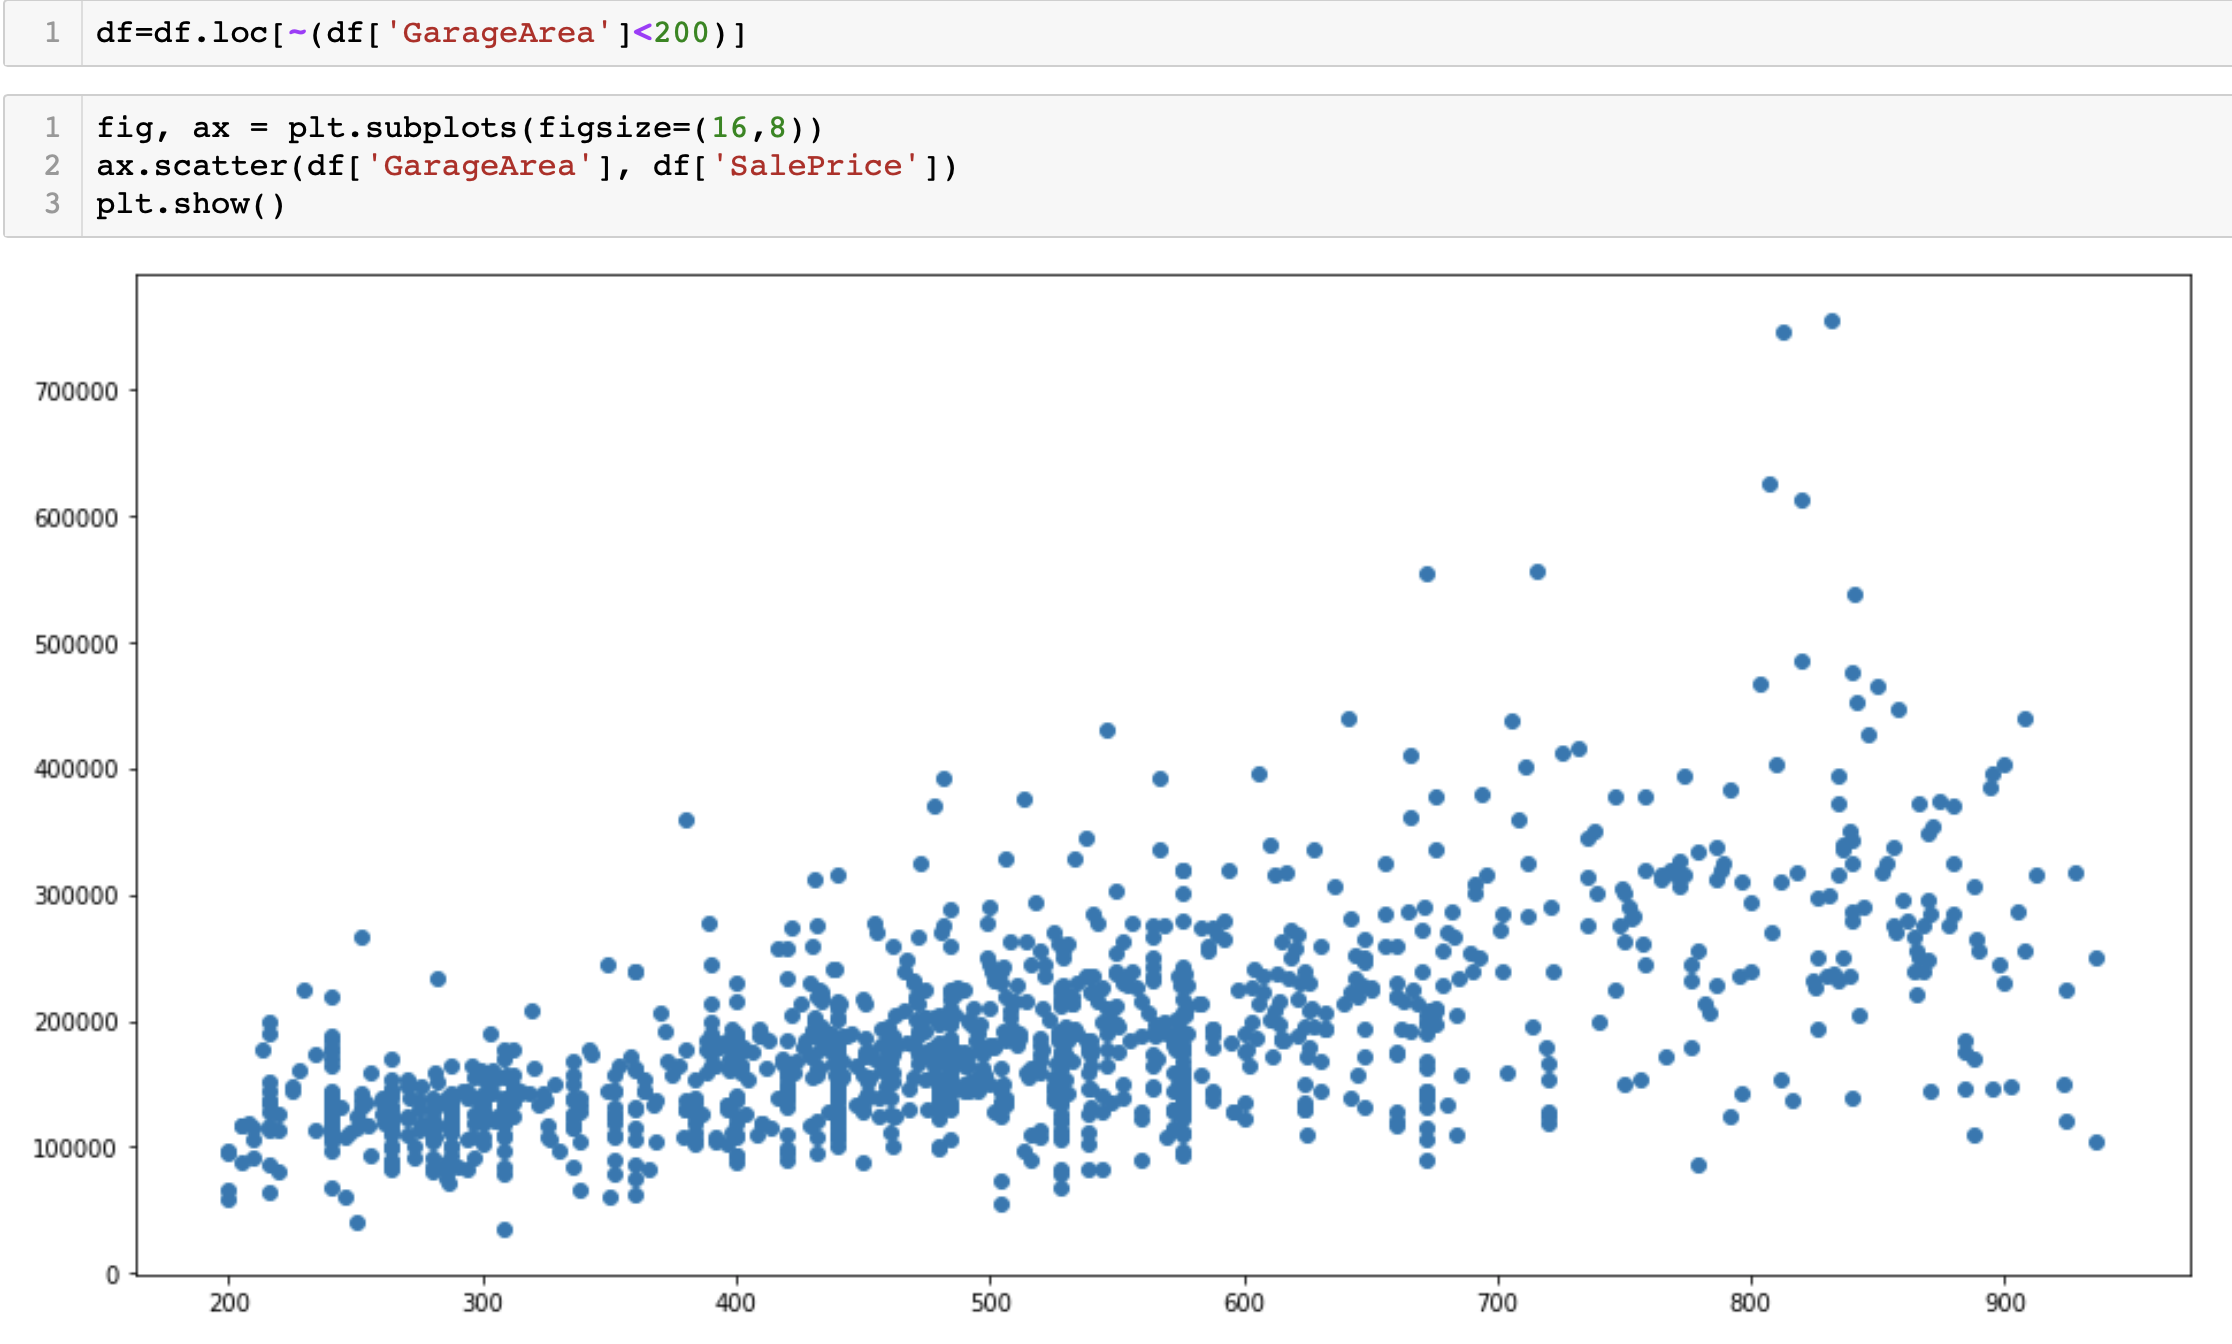 1 df=df.loc[~(df['GarageArea']<200)]
1 fig, ax = plt.subplots(figsize=(16,8))
2 ax.scatter(df['GarageArea'], df['SalePrice'])
3 plt.show()
700000
600000
500000
400000
300000
200000
100000
0
200 300 400 500 600 700 800 900